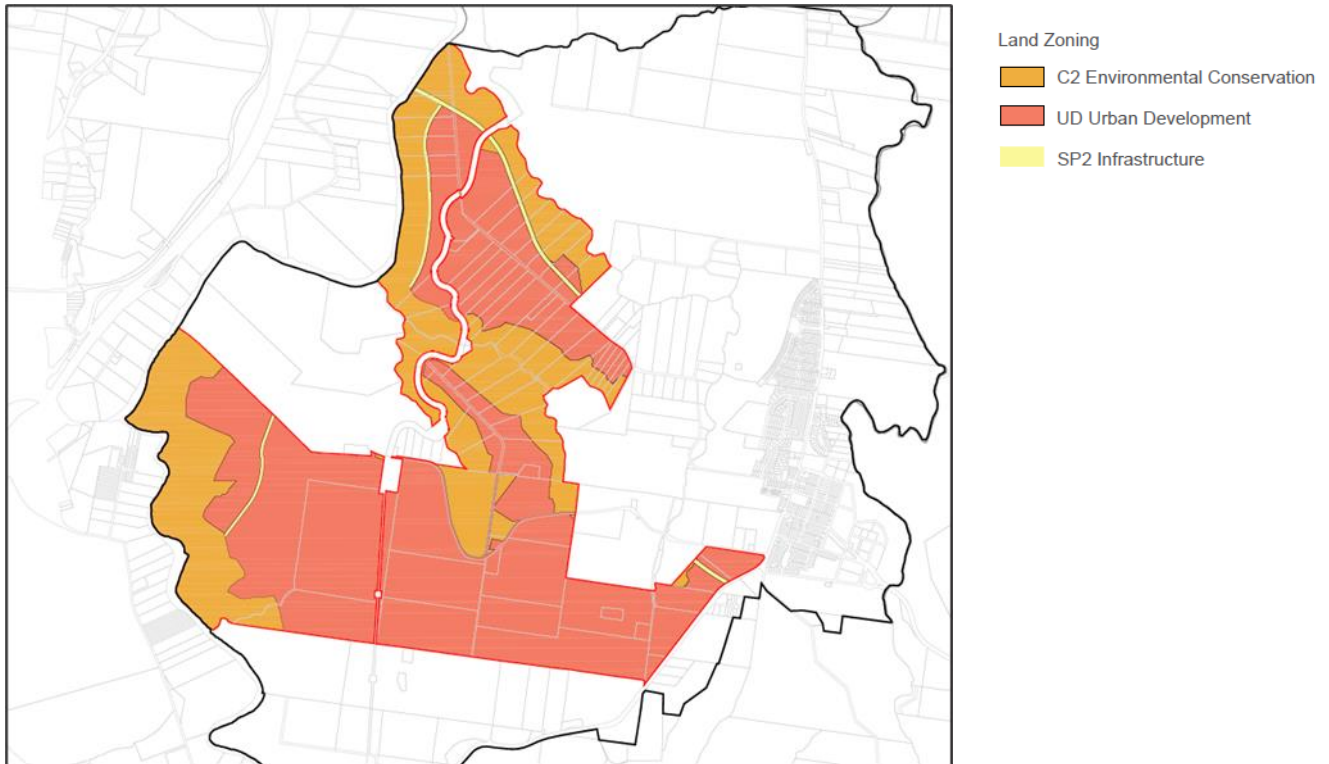 Land Zoning
C2 Environmental Conservation
UD Urban Development
SP2 Infrastructure